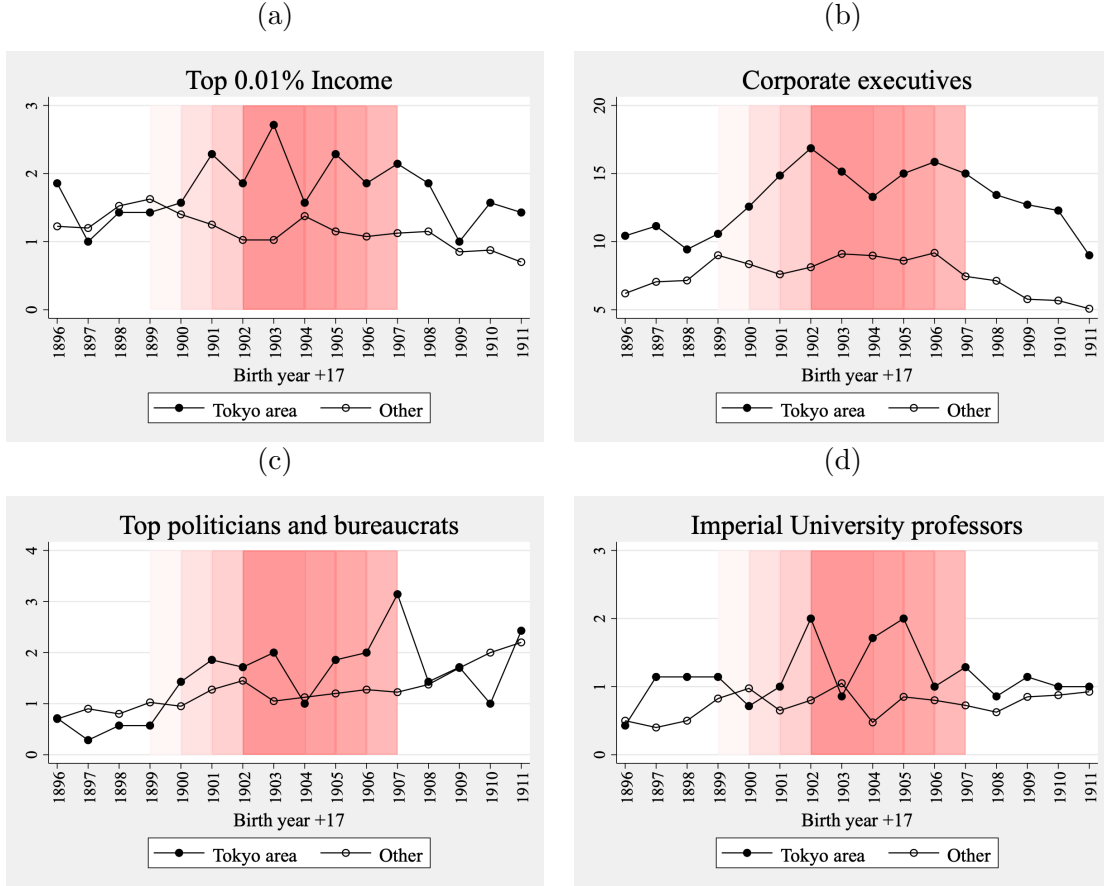 (a)
Top 0.01% Income
3
2
1
0
1896 1897 1898 1899 1900 1901 1902 1903 1904 1905 1906 1907 1908 1909 1910 1911
Birth year +17
Tokyo area Other
(b)
Corporate executives
20
15
10
5
1896 1897 1898 1899 1900 1901 1902 1903 1904 1905 1906 1907 1908 1909 1910 1911
Birth year +17
Tokyo area Other
(c)
Top politicians and bureaucrats
4
3
2
1
0
1896 1897 1898 1899 1900 1901 1902 1903 1904 1905 1906 1907 1908 1909 1910 1911
Birth year +17
Tokyo area Other
(d)
Imperial University professors
3
2
1
0
1896 1897 1898 1899 1900 1901 1902 1903 1904 1905 1906 1907 1908 1909 1910 1911
Birth year +17
Tokyo area Other